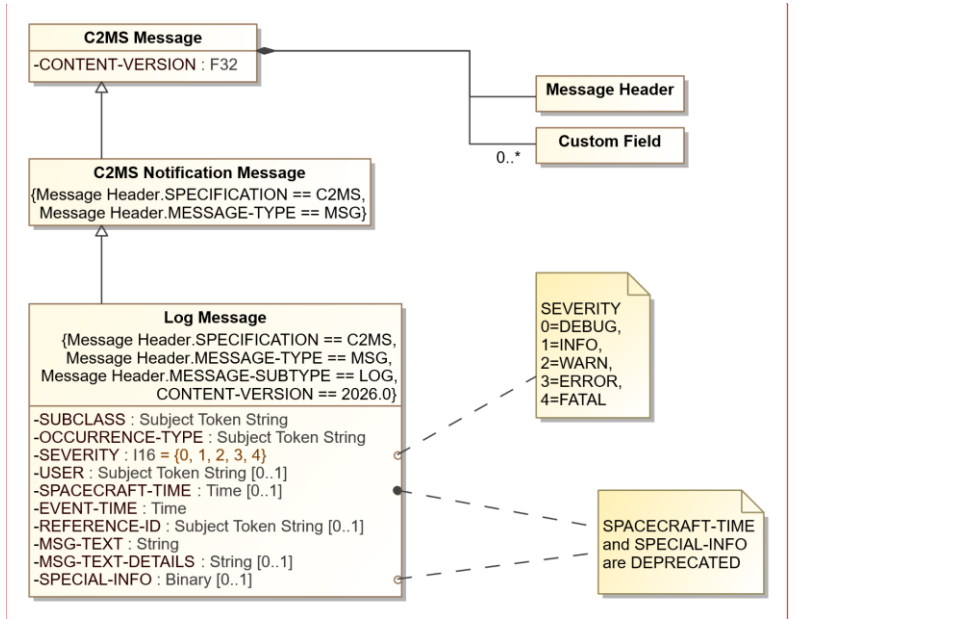 C2MS Message
-CONTENT-VERSION : F32
Message Header
Custom Field
0..*
C2MS Notification Message
{Message Header.SPECIFICATION == C2MS,
Message Header.MESSAGE-TYPE == MSG}
Log Message
{Message Header.SPECIFICATION == C2MS,
Message Header.MESSAGE-TYPE == MSG,
Message Header.MESSAGE-SUBTYPE == LOG,
CONTENT-VERSION == 2026.0}
-SUBCLASS : Subject Token String
-OCCURRENCE-TYPE : Subject Token String
-SEVERITY : I16 = {0, 1, 2, 3, 4}
-USER : Subject Token String [0..1]
-SPACECRAFT-TIME : Time [0..1]
-EVENT-TIME : Time
-REFERENCE-ID : Subject Token String [0..1]
-MSG-TEXT : String
-MSG-TEXT-DETAILS : String [0..1]
-SPECIAL-INFO : Binary [0..1]
SEVERITY
0=DEBUG,
1=INFO,
2=WARN,
3=ERROR,
4=FATAL
SPACECRAFT-TIME
and SPECIAL-INFO
are DEPRECATED